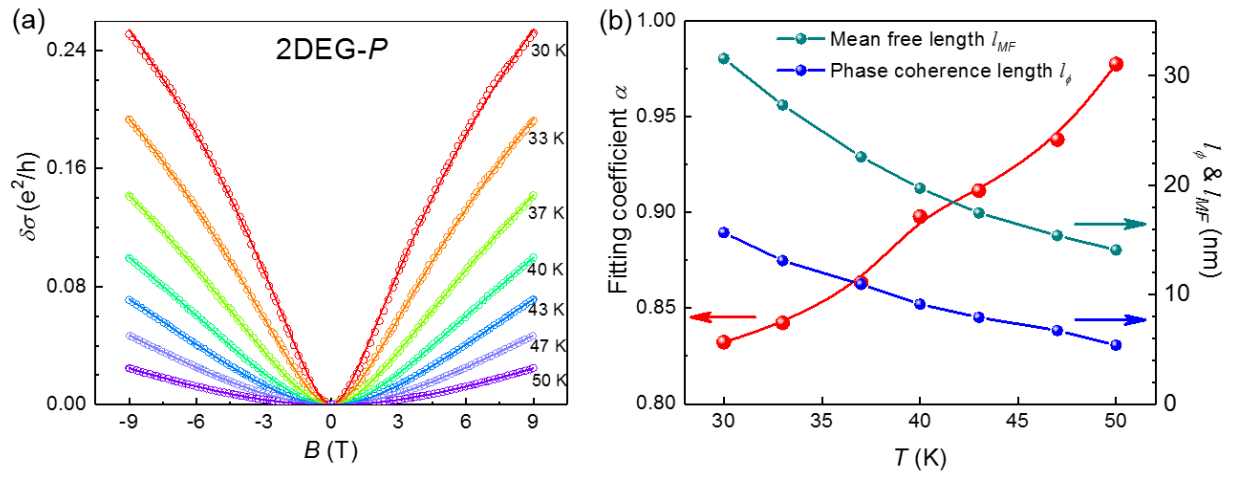 (a)
2DEG-P
0.24
0.16
0.08
0.00
δσ (e²/h)
30 K
33 K
37 K
40 K
43 K
47 K
50 K
-9 -6 -3 0 3 6 9
B (T)
(b)
Mean free length l_MF
Phase coherence length l_ϕ
1.00
0.95
0.90
0.85
0.80
Fitting coefficient α
30
20
10
0
l_ϕ & l_MF (nm)
30 35 40 45 50
T (K)